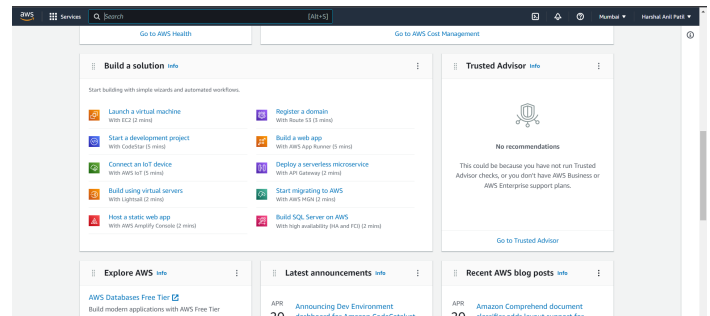 aws
Services
Search
[Alt+S]
Mumbai
Harshal Anil Patil
Go to AWS Health
Go to AWS Cost Management
Build a solution Info
Start building with simple wizards and automated workflows.
Launch a virtual machine
With EC2 (2 mins)
Register a domain
With Route 53 (3 mins)
Start a development project
With CodeStar (5 mins)
Build a web app
With AWS App Runner (5 mins)
Connect an IoT device
With AWS IoT (5 mins)
Deploy a serverless microservice
With API Gateway (2 mins)
Build using virtual servers
With Lightsail (2 mins)
Start migrating to AWS
With AWS MGN (2 mins)
Host a static web app
With AWS Amplify Console (2 mins)
Build SQL Server on AWS
With high availability (HA and FCI) (2 mins)
Trusted Advisor Info
No recommendations
This could be because you have not run Trusted
Advisor checks, or you don't have AWS Business or
AWS Enterprise support plans.
Go to Trusted Advisor
Explore AWS Info
AWS Databases Free Tier
Build modern applications with AWS Free Tier
Latest announcements Info
APR
Announcing Dev Environment
dashboard for Amazon CodeCatalyst
Recent AWS blog posts Info
APR
Amazon Comprehend document
classifier adds layout support for